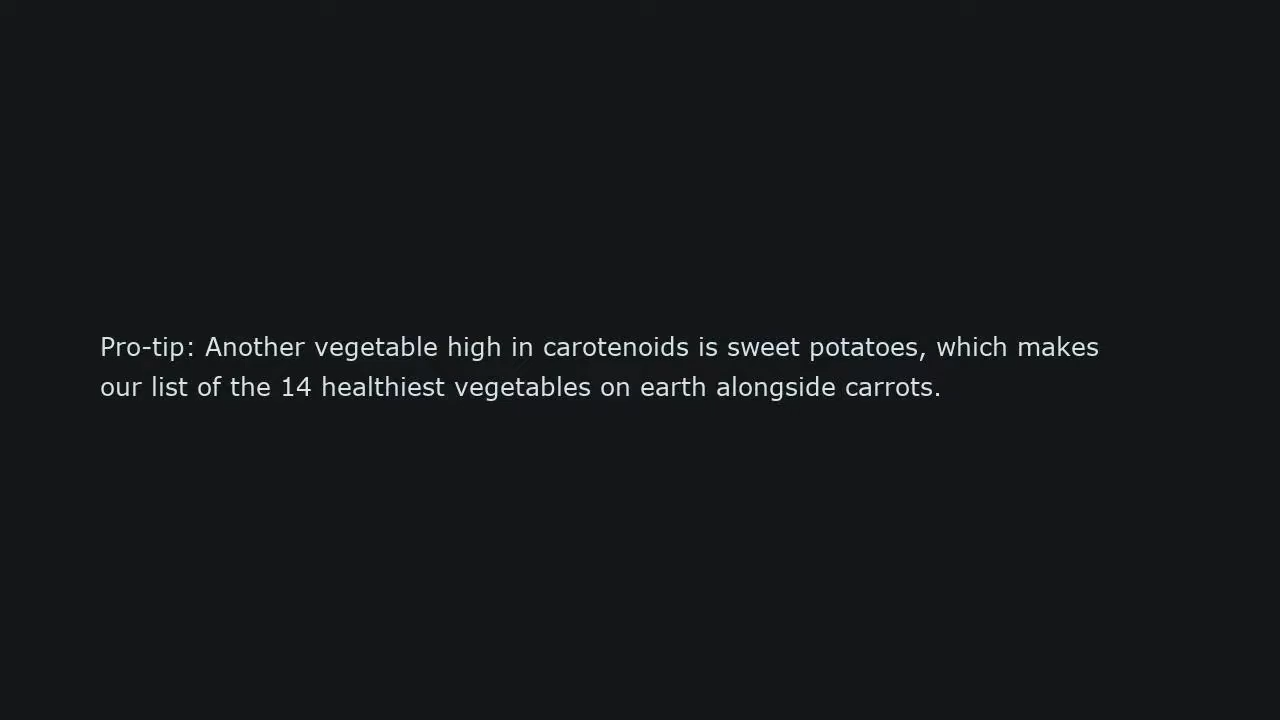 Pro-tip: Another vegetable high in carotenoids is sweet potatoes, which makes
our list of the 14 healthiest vegetables on earth alongside carrots.